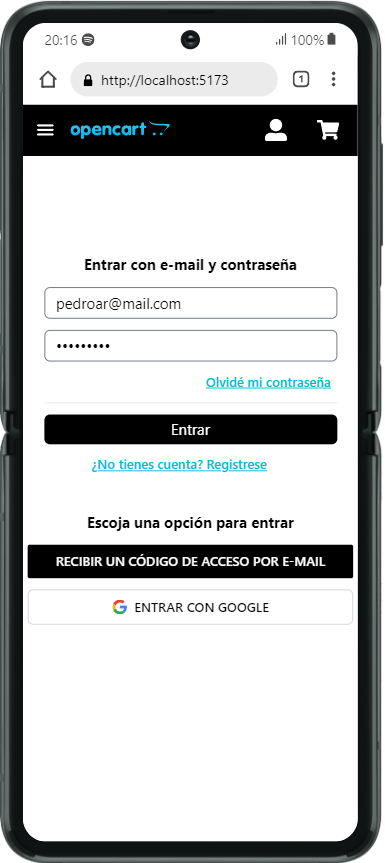 20:16
100%
http://localhost:5173
1
opencart
Entrar con e-mail y contraseña
pedroar@mail.com
•••••••••
Olvidé mi contraseña
Entrar
¿No tienes cuenta? Registrese
Escoja una opción para entrar
RECIBIR UN CÓDIGO DE ACCESO POR E-MAIL
ENTRAR CON GOOGLE